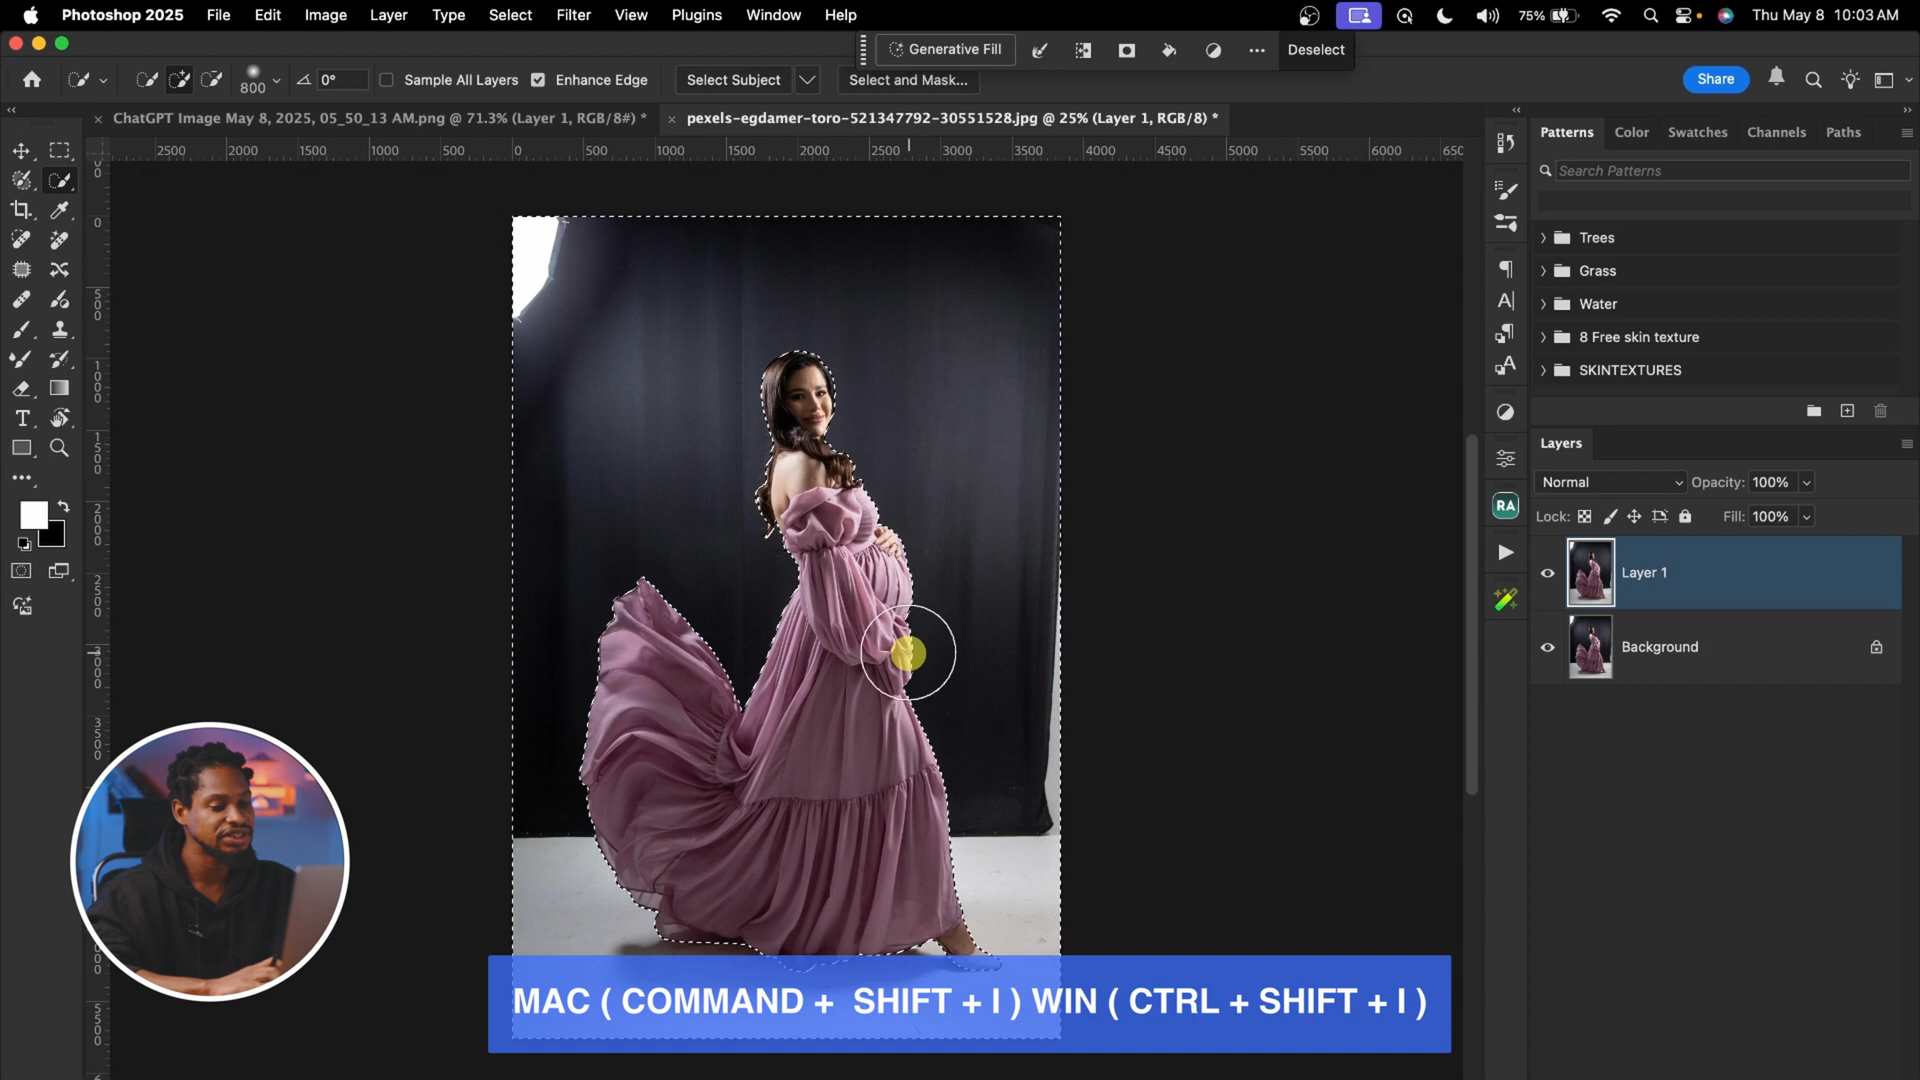 Photoshop 2025 File Edit Image Layer Type Select Filter View Plugins Window Help 75% Thu May 8 10:03 AM
Generative Fill Deselect
800 0° Sample All Layers Enhance Edge Select Subject Select and Mask... Share
ChatGPT Image May 8, 2025, 05_50_13 AM.png @ 71.3% (Layer 1, RGB/8#) * pexels-egdamer-toro-521347792-30551528.jpg @ 25% (Layer 1, RGB/8) *
2500 2000 1500 1000 500 0 500 1000 1500 2000 2500 3000 3500 4000 4500 5000 5500 6000 650
Patterns Color Swatches Channels Paths
Search Patterns
Trees
Grass
Water
8 Free skin texture
SKINTEXTURES
Layers
Normal Opacity: 100%
Lock: Fill: 100%
RA
Layer 1
Background
MAC ( COMMAND + SHIFT + I ) WIN ( CTRL + SHIFT + I )